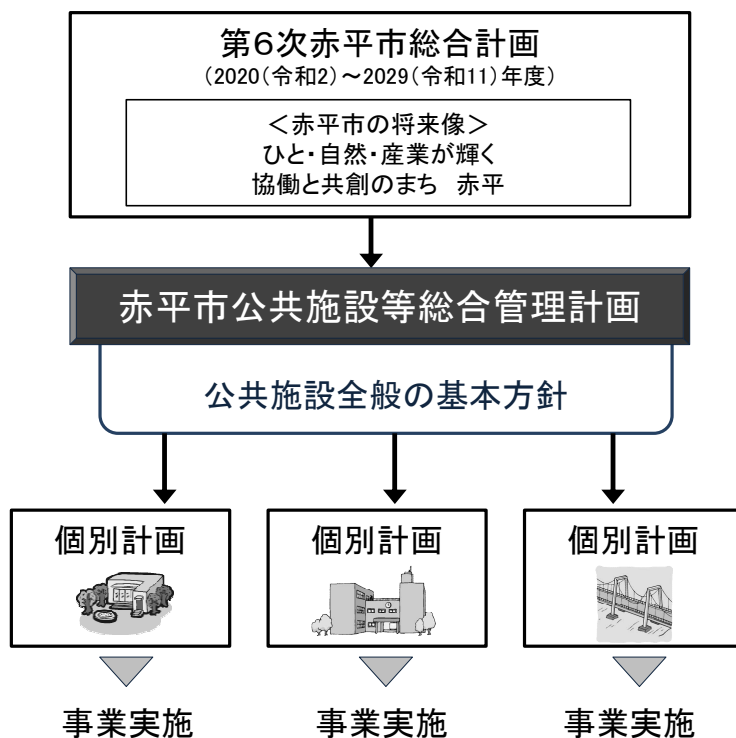 第６次赤平市総合計画
（2020（令和2）～2029（令和11）年度）
＜赤平市の将来像＞
ひと・自然・産業が輝く
協働と共創のまち　赤平
赤平市公共施設等総合管理計画
公共施設全般の基本方針
個別計画
個別計画
個別計画
事業実施
事業実施
事業実施